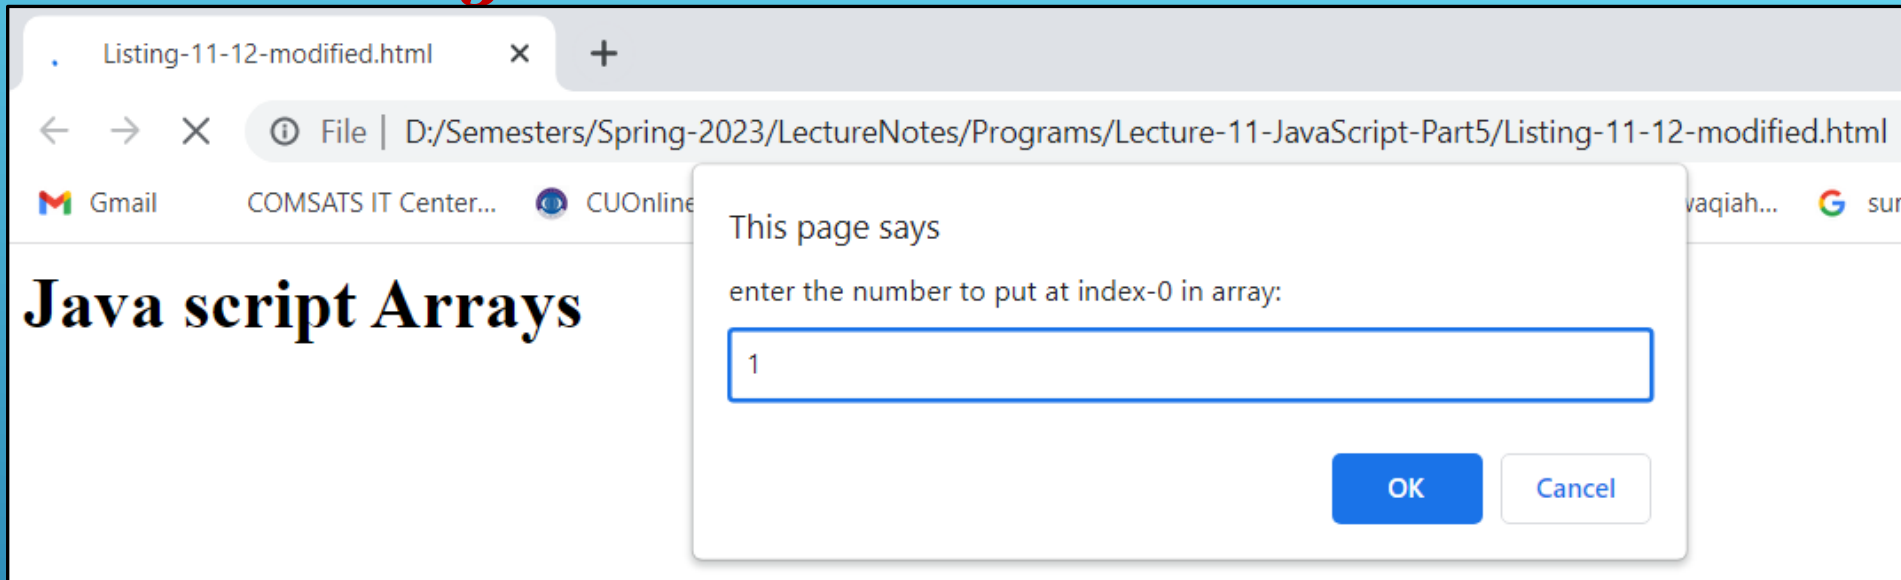 Listing-11-12-modified.html
File | D:/Semesters/Spring-2023/LectureNotes/Programs/Lecture-11-JavaScript-Part5/Listing-11-12-modified.html
Gmail COMSATS IT Center... CUOnline
This page says
enter the number to put at index-0 in array:
1
OK Cancel
Java script Arrays